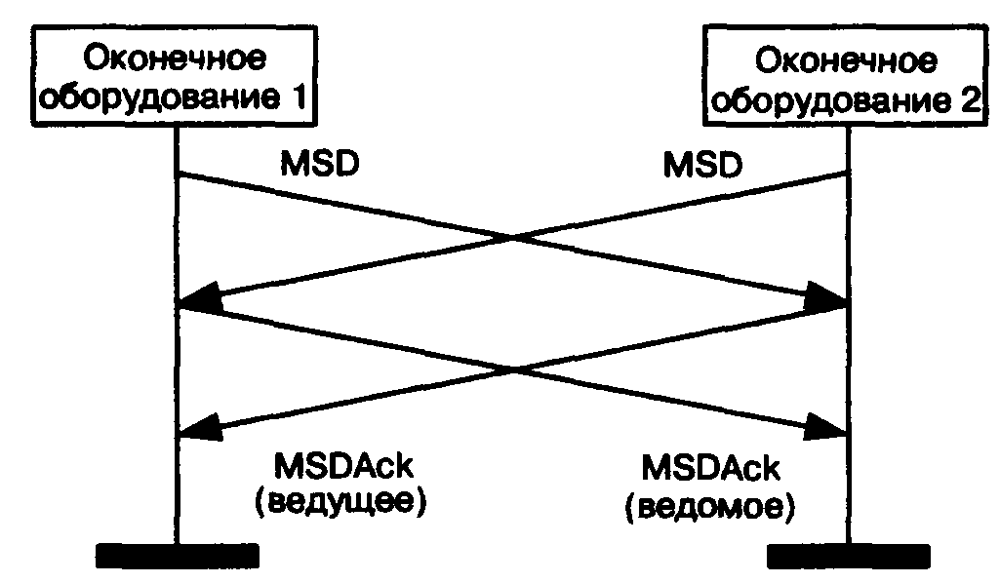 Оконечное
оборудование 1
Оконечное
оборудование 2
MSD
MSD
MSDAck
(ведущее)
MSDAck
(ведомое)